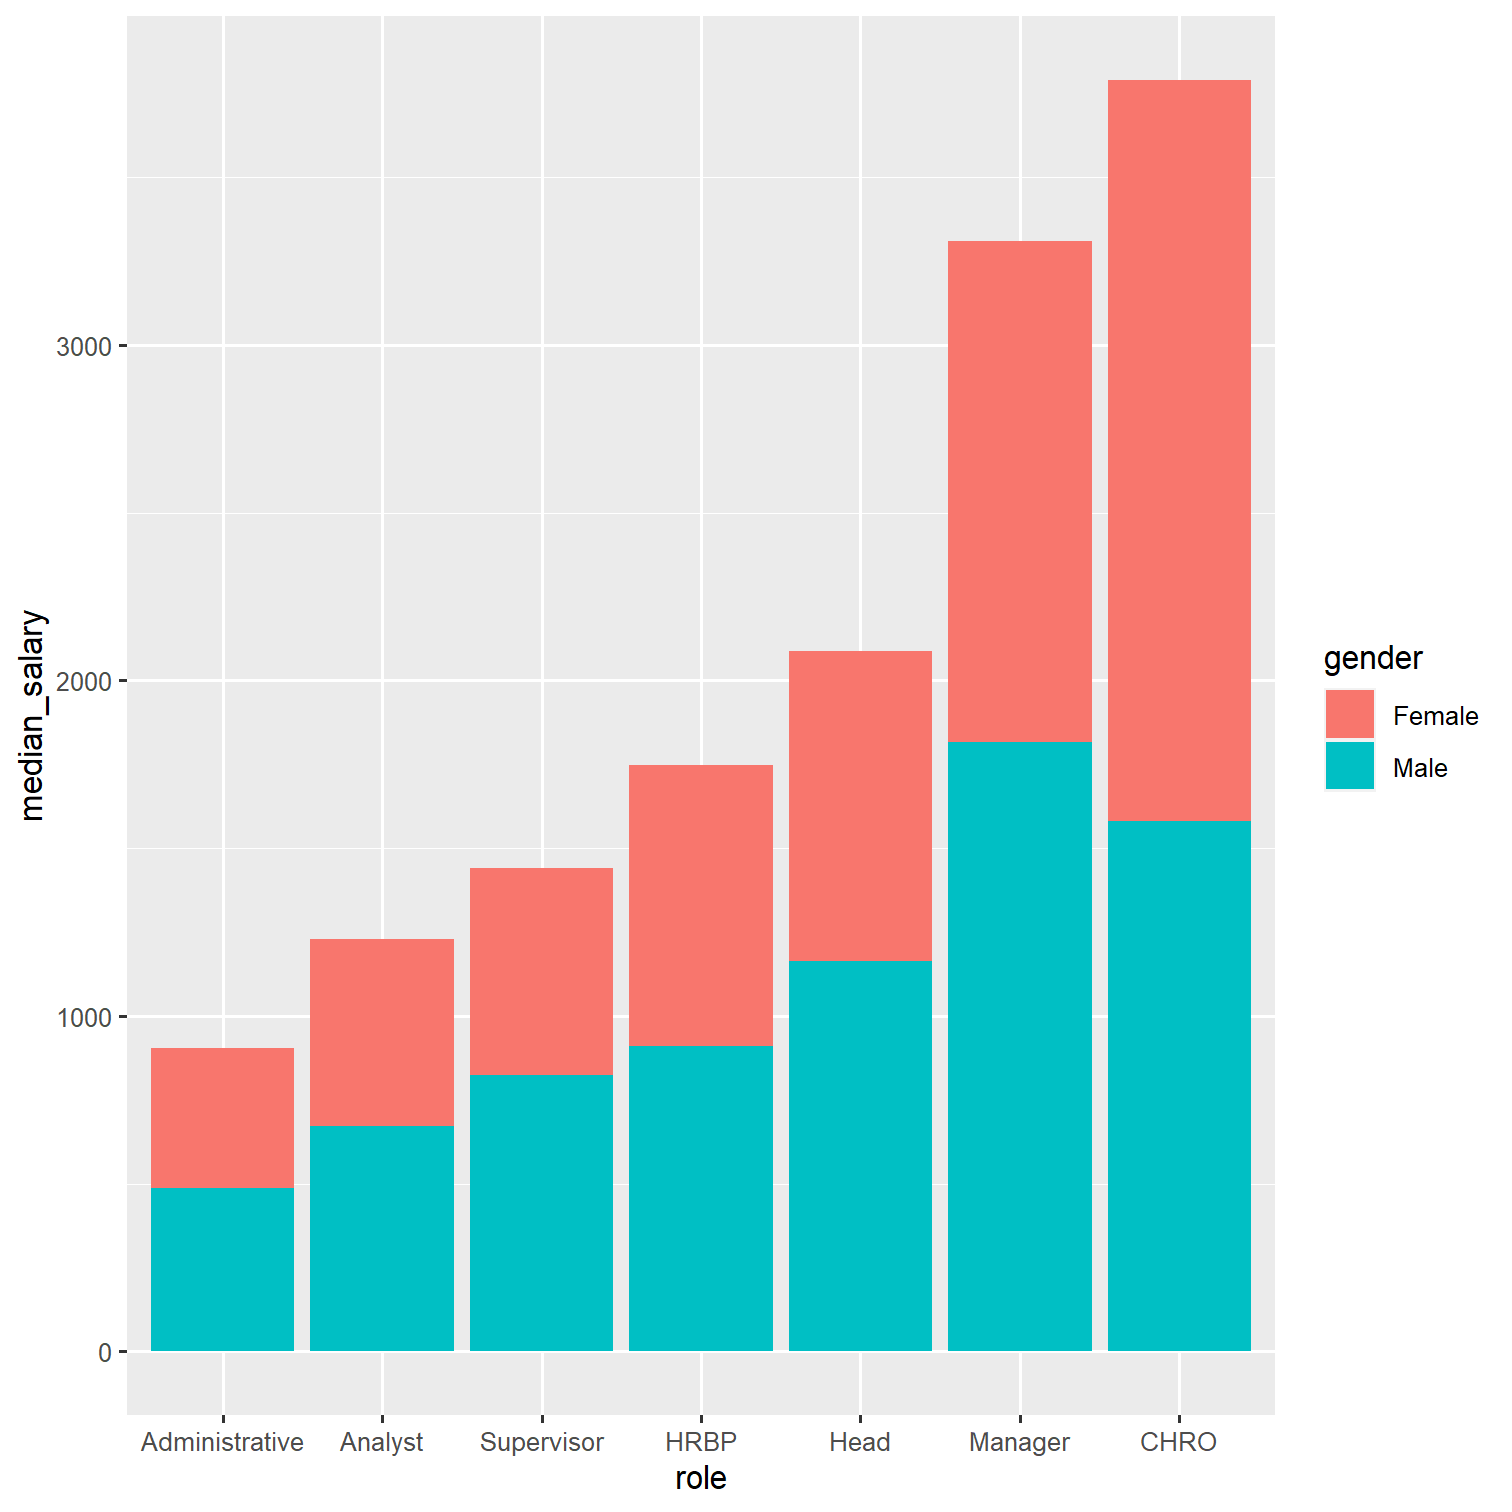 median_salary
3000
2000
1000
0
Administrative Analyst Supervisor HRBP Head Manager CHRO
role
gender
Female
Male